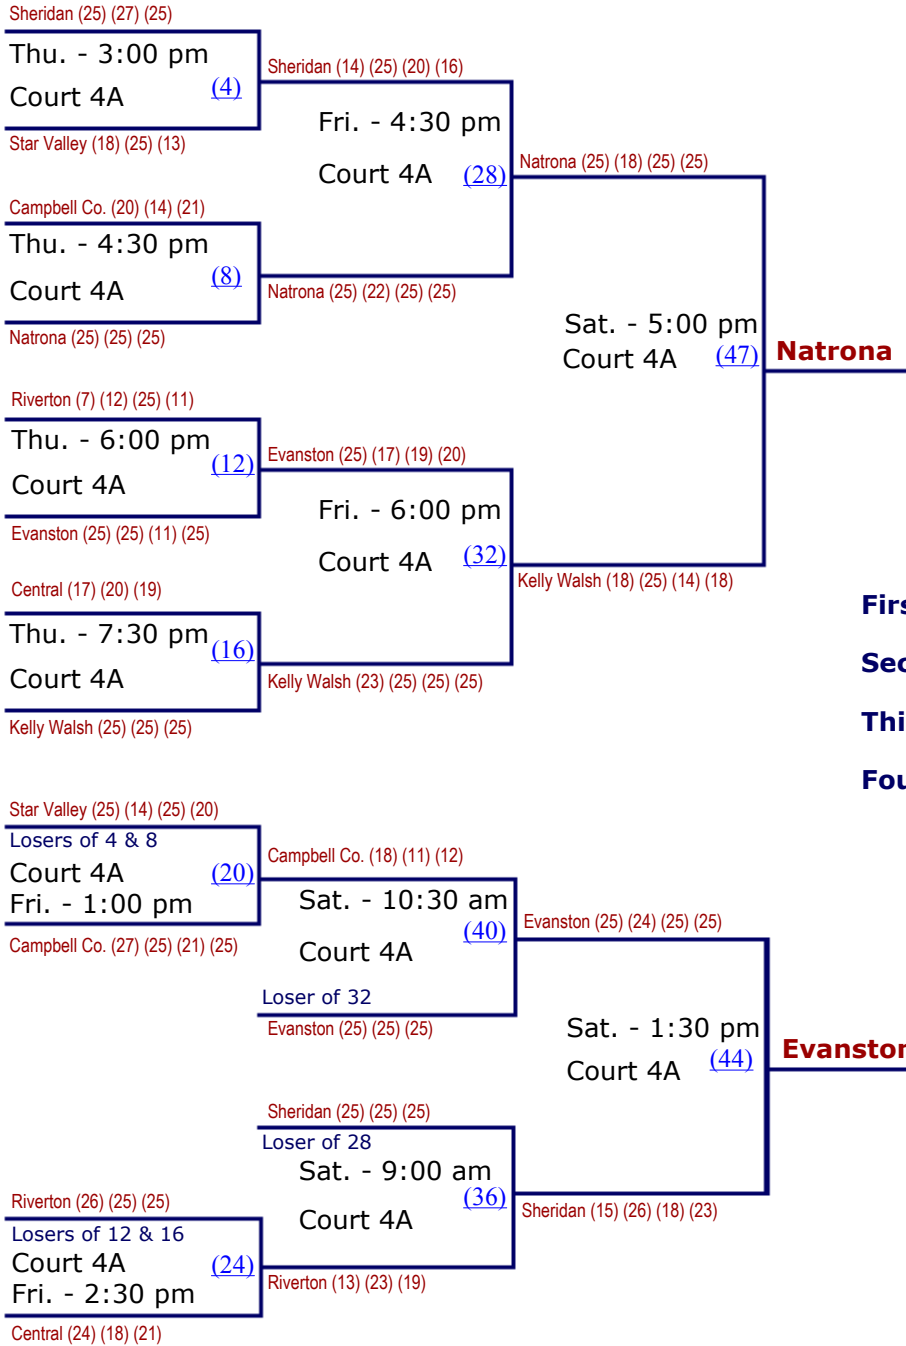 Sheridan (25) (27) (25)
Thu. - 3:00 pm
Court 4A
(4)
Star Valley (18) (25) (13)
Sheridan (14) (25) (20) (16)
Fri. - 4:30 pm
Court 4A
(28)
Campbell Co. (20) (14) (21)
Thu. - 4:30 pm
Court 4A
(8)
Natrona (25) (25) (25)
Natrona (25) (22) (25) (25)
Natrona (25) (18) (25) (25)
Sat. - 5:00 pm
Court 4A
(47)
Natrona
Riverton (7) (12) (25) (11)
Thu. - 6:00 pm
Court 4A
(12)
Evanston (25) (25) (11) (25)
Evanston (25) (17) (19) (20)
Fri. - 6:00 pm
Court 4A
(32)
Central (17) (20) (19)
Thu. - 7:30 pm
Court 4A
(16)
Kelly Walsh (25) (25) (25)
Kelly Walsh (23) (25) (25) (25)
Kelly Walsh (18) (25) (14) (18)
Firs
Sec
Thi
Fou
Star Valley (25) (14) (25) (20)
Losers of 4 & 8
Court 4A
(20)
Fri. - 1:00 pm
Campbell Co. (27) (25) (21) (25)
Campbell Co. (18) (11) (12)
Sat. - 10:30 am
Court 4A
(40)
Loser of 32
Evanston (25) (25) (25)
Evanston (25) (24) (25) (25)
Sat. - 1:30 pm
Court 4A
(44)
Evanston
Sheridan (25) (25) (25)
Loser of 28
Sat. - 9:00 am
Court 4A
(36)
Sheridan (15) (26) (18) (23)
Riverton (26) (25) (25)
Losers of 12 & 16
Court 4A
(24)
Fri. - 2:30 pm
Central (24) (18) (21)
Riverton (13) (23) (19)